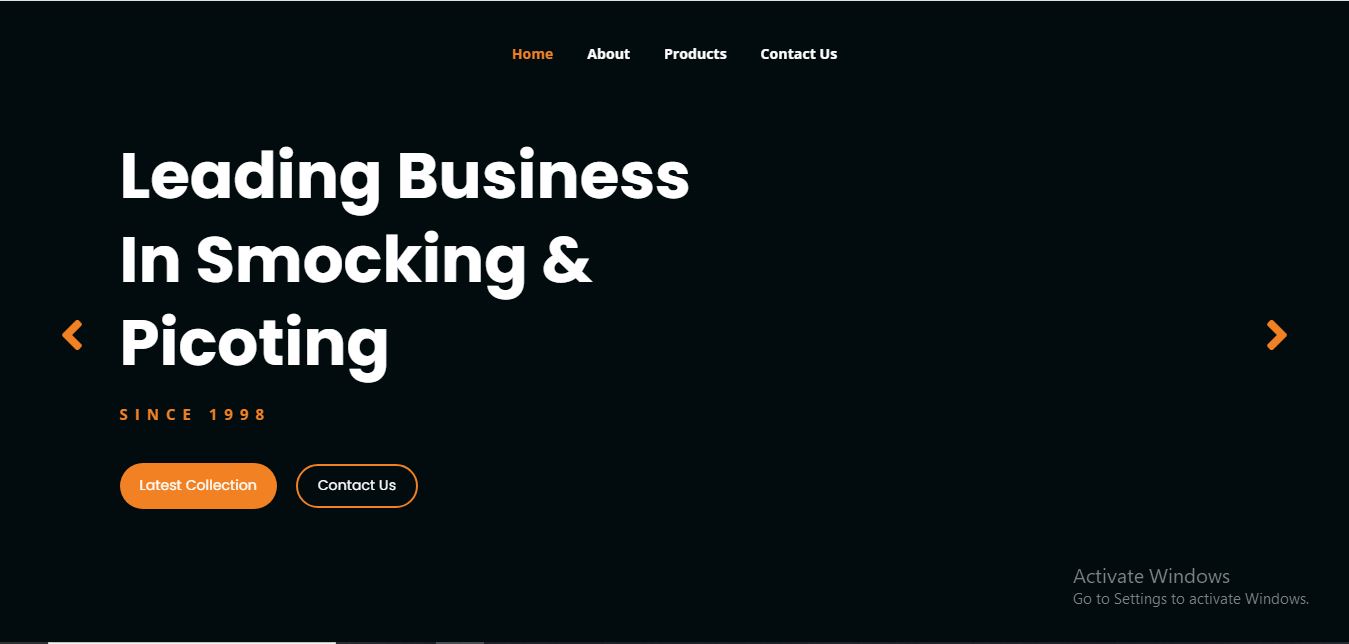 Home About Products Contact Us
Leading Business
In Smocking &
Picoting
SINCE 1998
Latest Collection Contact Us
Activate Windows
Go to Settings to activate Windows.